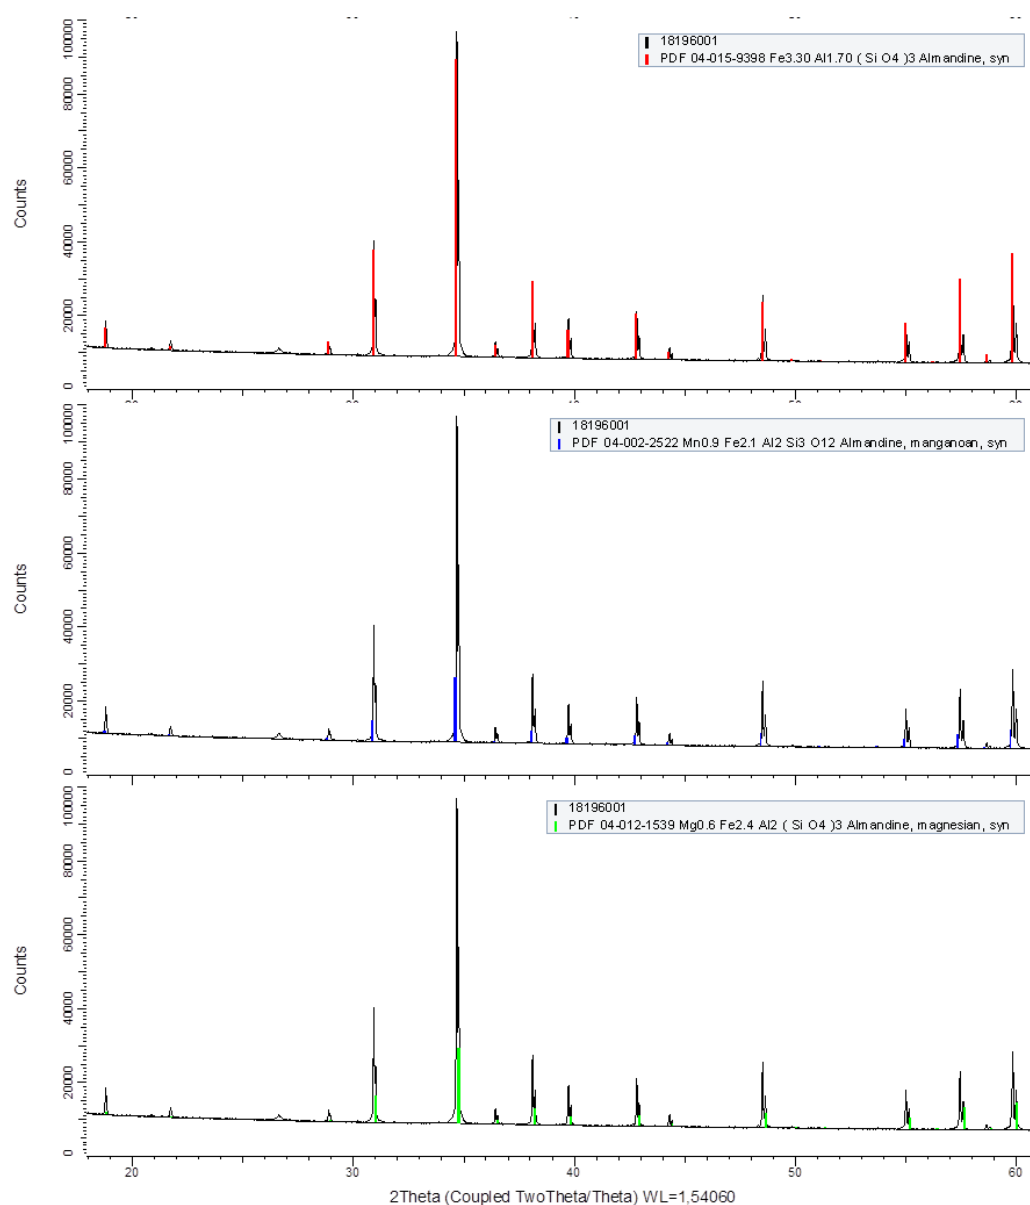 18196001
PDF 04-015-9398 Fe3.30 Al1.70 ( Si O4 )3 Almandine, syn
Counts
100000
80000
60000
40000
20000
0
18196001
PDF 04-002-2522 Mn0.9 Fe2.1 Al2 Si3 O12 Almandine, manganoan, syn
Counts
100000
80000
60000
40000
20000
0
18196001
PDF 04-012-1539 Mg0.6 Fe2.4 Al2 ( Si O4 )3 Almandine, magnesian, syn
Counts
100000
80000
60000
40000
20000
0
20 30 40 50 60
2Theta (Coupled TwoTheta/Theta) WL=1,54060